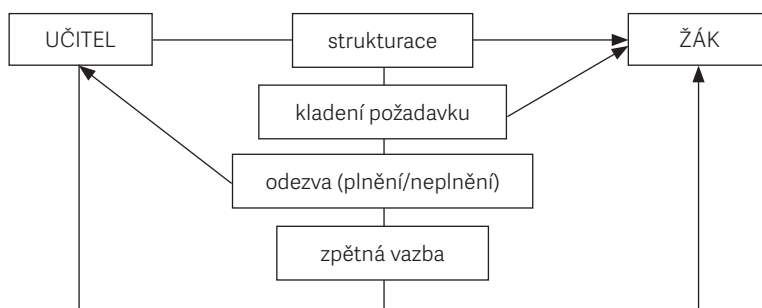 UČITEL
strukturace
ŽÁK
kladení požadavku
odezva (plnění/neplnění)
zpětná vazba